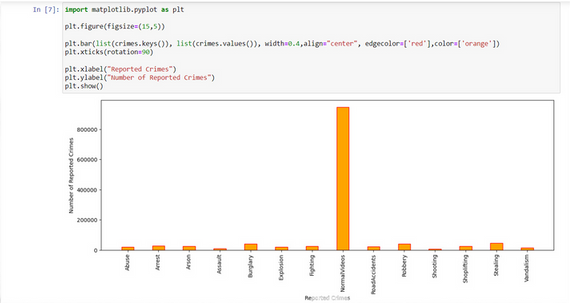 In [7]: import matplotlib.pyplot as plt
plt.figure(figsize=(15,5))
plt.bar(list(crimes.keys()), list(crimes.values()), width=0.4,align="center", edgecolor=['red'],color=['orange'])
plt.xticks(rotation=90)
plt.xlabel("Reported Crimes")
plt.ylabel("Number of Reported Crimes")
plt.show()
Number of Reported Crimes
800000
600000
400000
200000
0
Abuse
Arrest
Arson
Assault
Burglary
Explosion
Fighting
NormalVideos
RoadAccidents
Robbery
Shooting
Shoplifting
Stealing
Vandalism
Reported Crimes